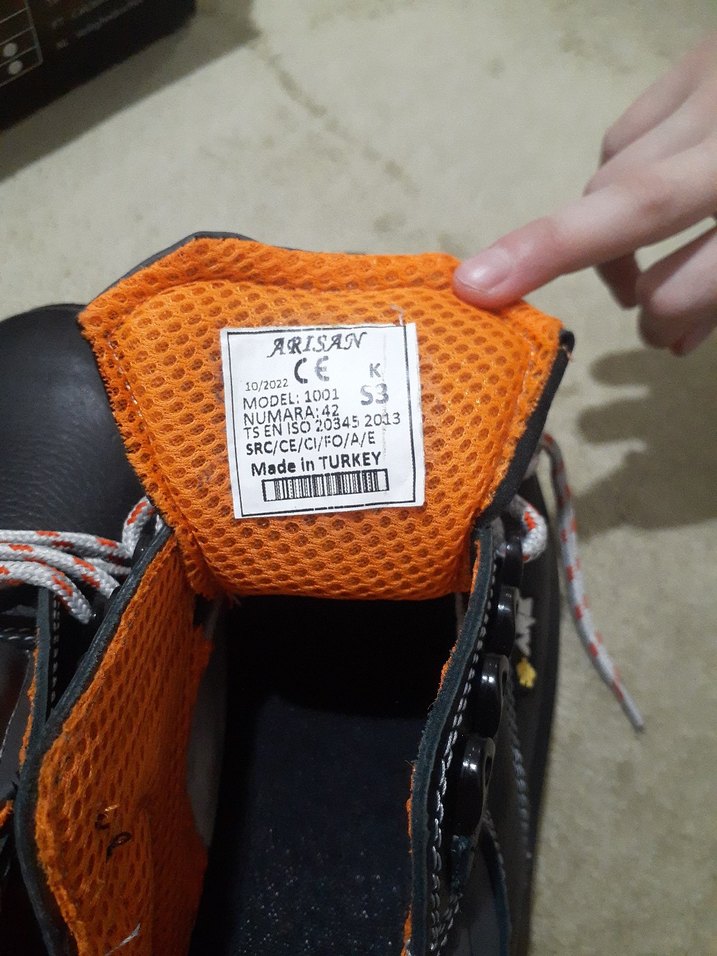 ARISAN
CE K
10/2022
MODEL: 1001 S3
NUMARA: 42
TS EN ISO 20345 2013
SRC/CE/CI/FO/A/E
Made in TURKEY